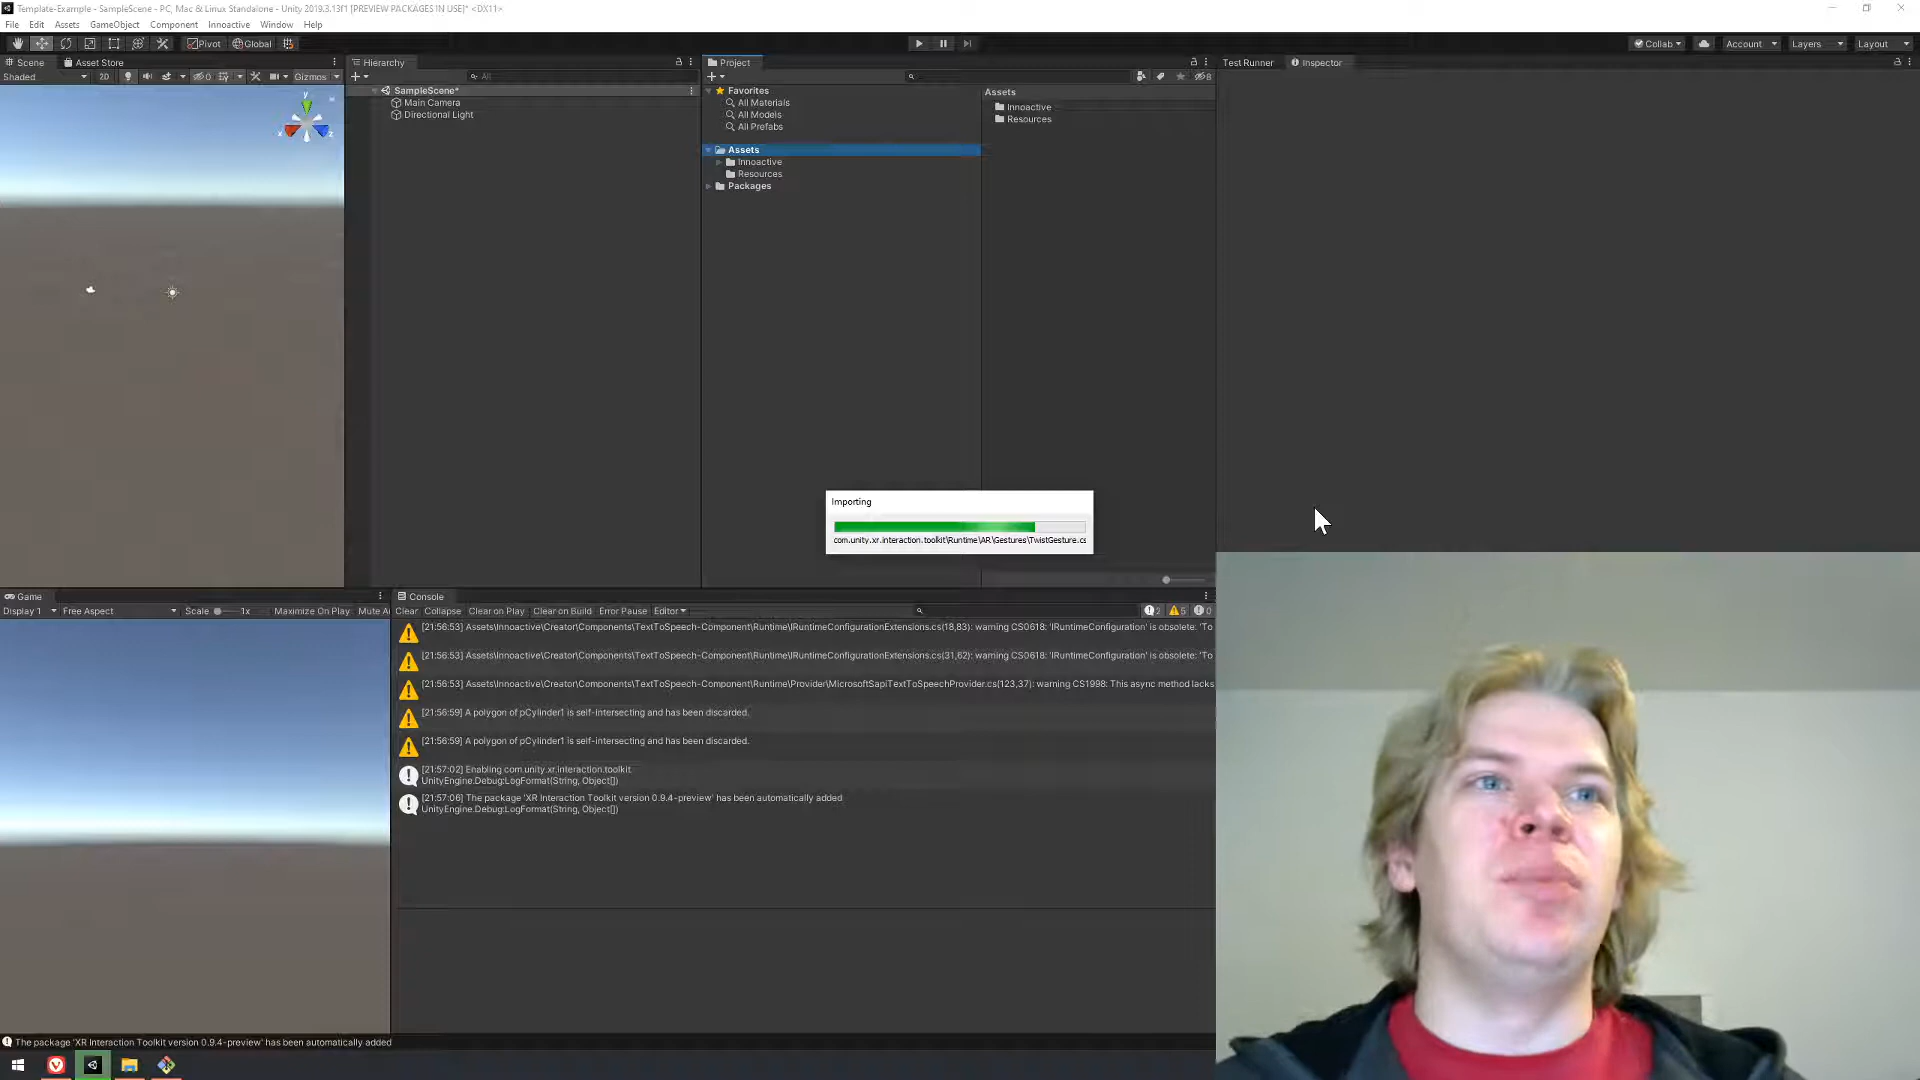 Template-Example - SampleScene - PC, Mac & Linux Standalone - Unity 2019.3.13f1 [PREVIEW PACKAGES IN USE]* <DX11>
File Edit Assets GameObject Component Innoactive Window Help
Pivot Global Collab Account Layers Layout
Scene Asset Store
Shaded 2D 0 Gizmos
Hierarchy
All
SampleScene*
Main Camera
Directional Light
Project
8
Favorites
All Materials
All Models
All Prefabs
Assets
Innoactive
Resources
Packages
Assets
Innoactive
Resources
Test Runner Inspector
Importing
com.unity.xr.interaction.toolkit\Runtime\AR\Gestures\TwistGesture.cs
Game
Display 1 Free Aspect Scale 1x Maximize On Play Mute A
Console
Clear Collapse Clear on Play Clear on Build Error Pause Editor 2 5 0
[21:56:53] Assets\Innoactive\Creator\Components\TextToSpeech-Component\Runtime\IRuntimeConfigurationExtensions.cs(18,83): warning CS0618: 'IRuntimeConfiguration' is obsolete: 'To
[21:56:53] Assets\Innoactive\Creator\Components\TextToSpeech-Component\Runtime\IRuntimeConfigurationExtensions.cs(31,62): warning CS0618: 'IRuntimeConfiguration' is obsolete: 'To
[21:56:53] Assets\Innoactive\Creator\Components\TextToSpeech-Component\Runtime\Provider\MicrosoftSapiTextToSpeechProvider.cs(123,37): warning CS1998: This async method lacks
[21:56:59] A polygon of pCylinder1 is self-intersecting and has been discarded.
[21:56:59] A polygon of pCylinder1 is self-intersecting and has been discarded.
[21:57:02] Enabling com.unity.xr.interaction.toolkit.
UnityEngine.Debug:LogFormat(String, Object[])
[21:57:06] The package 'XR Interaction Toolkit version 0.9.4-preview' has been automatically added
UnityEngine.Debug:LogFormat(String, Object[])
The package 'XR Interaction Toolkit version 0.9.4-preview' has been automatically added